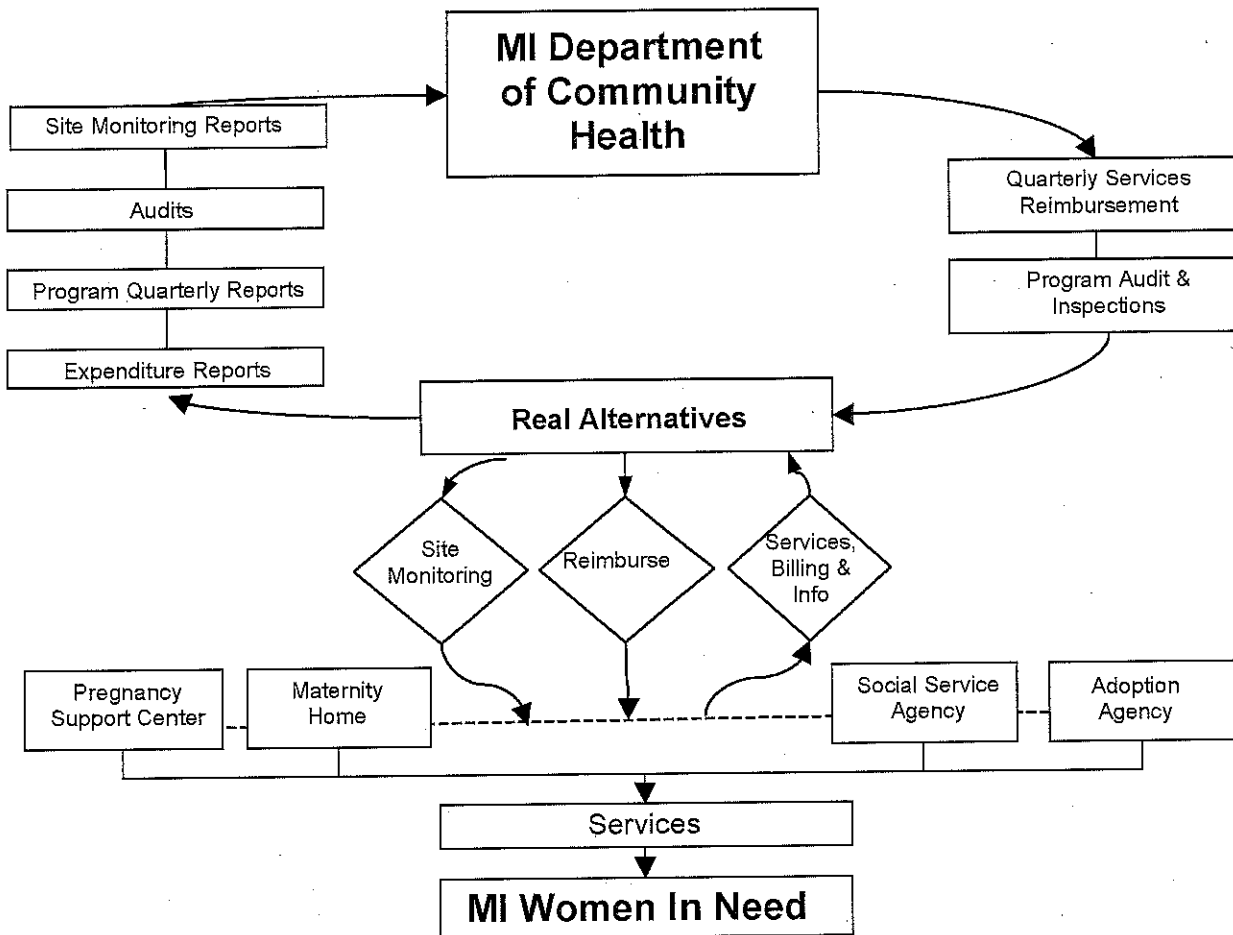 MI Department
of Community
Health
Site Monitoring Reports
Audits
Program Quarterly Reports
Expenditure Reports
Quarterly Services
Reimbursement
Program Audit &
Inspections
Real Alternatives
Site
Monitoring
Reimburse
Services,
Billing &
Info
Pregnancy
Support Center
Maternity
Home
Social Service
Agency
Adoption
Agency
Services
MI Women In Need